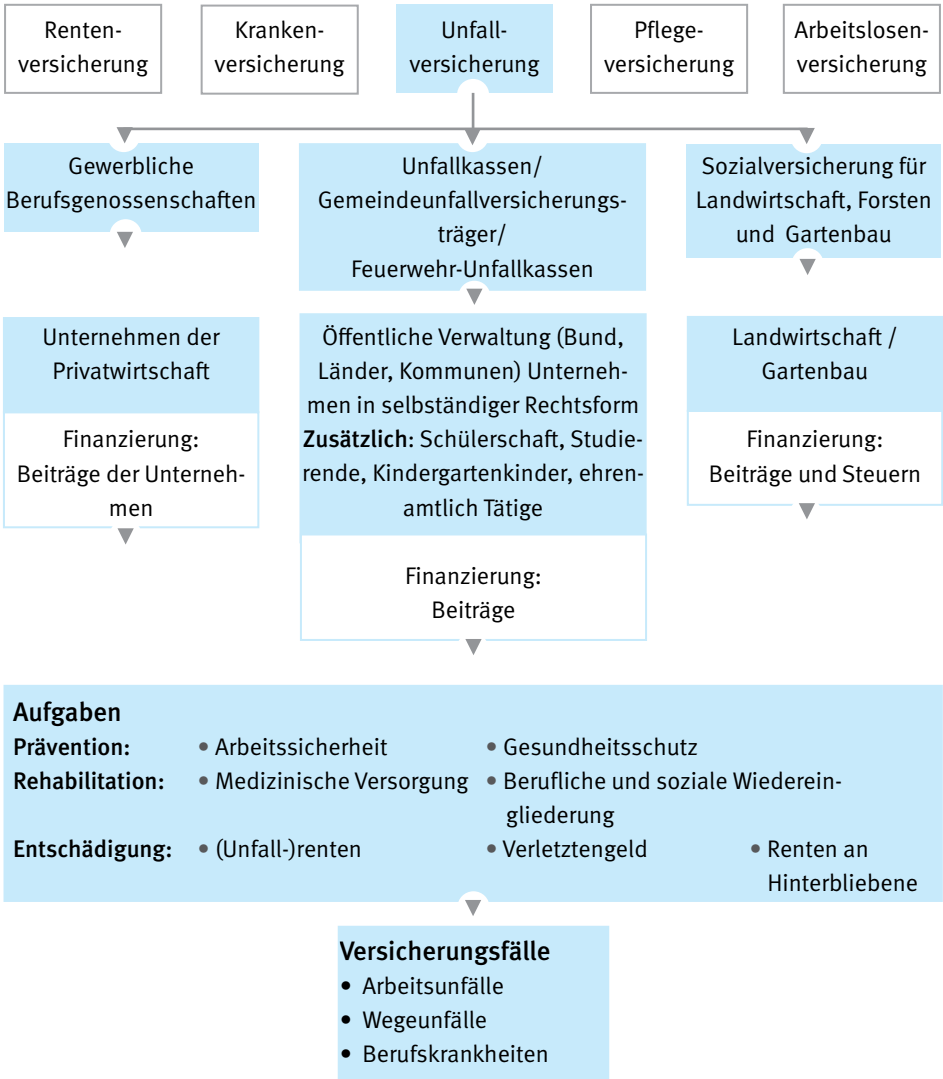 Renten-
versicherung
Kranken-
versicherung
Unfall-
versicherung
Pflege-
versicherung
Arbeitslosen-
versicherung
Gewerbliche
Berufsgenossenschaften
Unfallkassen/
Gemeindeunfallversicherungs-
träger/
Feuerwehr-Unfallkassen
Sozialversicherung für
Landwirtschaft, Forsten
und Gartenbau
Unternehmen der
Privatwirtschaft
Finanzierung:
Beiträge der Unterneh-
men
Öffentliche Verwaltung (Bund,
Länder, Kommunen) Unterneh-
men in selbständiger Rechtsform
Zusätzlich: Schülerschaft, Studie-
rende, Kindergartenkinder, ehren-
amtlich Tätige
Finanzierung:
Beiträge
Landwirtschaft /
Gartenbau
Finanzierung:
Beiträge und Steuern
Aufgaben
Prävention: • Arbeitssicherheit • Gesundheitsschutz
Rehabilitation: • Medizinische Versorgung • Berufliche und soziale Wiederein-
gliederung
Entschädigung: • (Unfall-)renten • Verletztengeld • Renten an
Hinterbliebene
Versicherungsfälle
• Arbeitsunfälle
• Wegeunfälle
• Berufskrankheiten